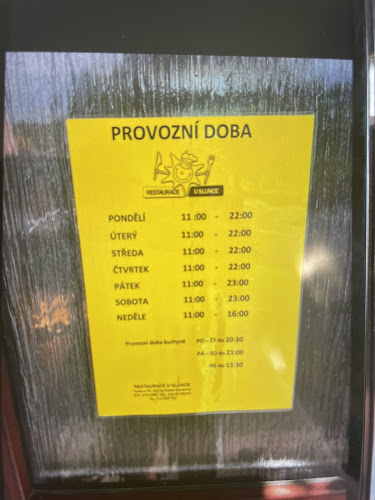 PROVOZNÍ DOBA
RESTAURACE U SLUNCE
PONDĚLÍ 11 :00 - 22:00
ÚTERÝ 11:00 - 22:00
STŘEDA 11:00 - 22:00
ČTVRTEK 11:00 - 22:00
PÁTEK 11:00 - 23:00
SOBOTA 11:00 - 23:00
NEDĚLE 11:00 - 16:00
Provozní doba kuchyně PO – ČT do 20:30
PÁ – SO do 21:00
NE do 15:30
RESTAURACE U SLUNCE